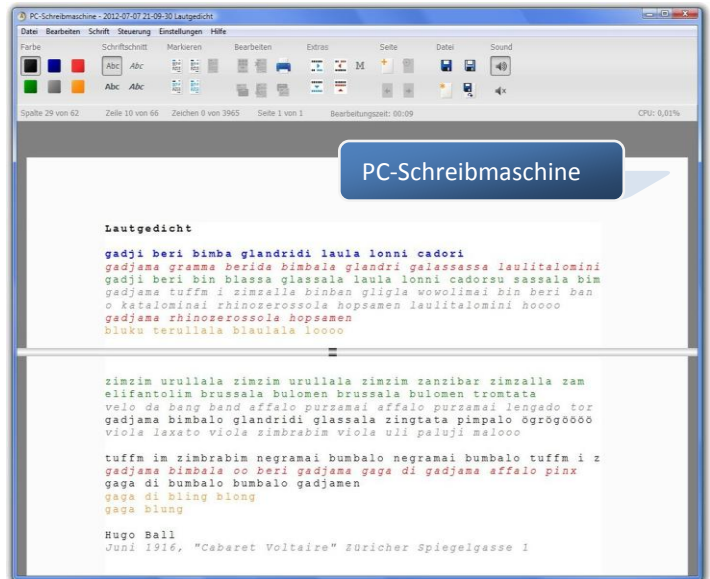 PC-Schreibmaschine - 2012-07-07 21-09-30 Lautgedicht
Datei Bearbeiten Schrift Steuerung Einstellungen Hilfe
Farbe Schriftschnitt Markieren Bearbeiten Extras Seite Datei Sound
Abc Abc M
Abc Abc
Spalte 29 von 62 Zeile 10 von 66 Zeichen 0 von 3965 Seite 1 von 1 Bearbeitungszeit: 00:09 CPU: 0,01%
PC-Schreibmaschine
Lautgedicht
gadji beri bimba glandridi laula lonni cadori
gadjama gramma berida bimbala glandri galassassa laulitalomini
gadji beri bin blassa glassala laula lonni cadorsu sassala bim
gadjama tuffm i zimzalla binban gligla wowolimai bin beri ban
o katalominai rhinozerossola hopsamen laulitalomini hoooo
gadjama rhinozerossola hopsamen
bluku terullala blaulala loooo
zimzim urullala zimzim urullala zimzim zanzibar zimzalla zam
elifantolim brussala bulomen brussala bulomen tromtata
velo da bang band affalo purzamai affalo purzamai lengado tor
gadjama bimbalo glandridi glassala zingtata pimpalo ögrögöööö
viola laxato viola zimbrabim viola uli paluji malooo
tuffm im zimbrabim negramai bumbalo negramai bumbalo tuffm i z
gadjama bimbala oo beri gadjama gaga di gadjama affalo pinx
gaga di bumbalo bumbalo gadjamen
gaga di bling blong
gaga blung
Hugo Ball
Juni 1916, "Cabaret Voltaire" Züricher Spiegelgasse 1